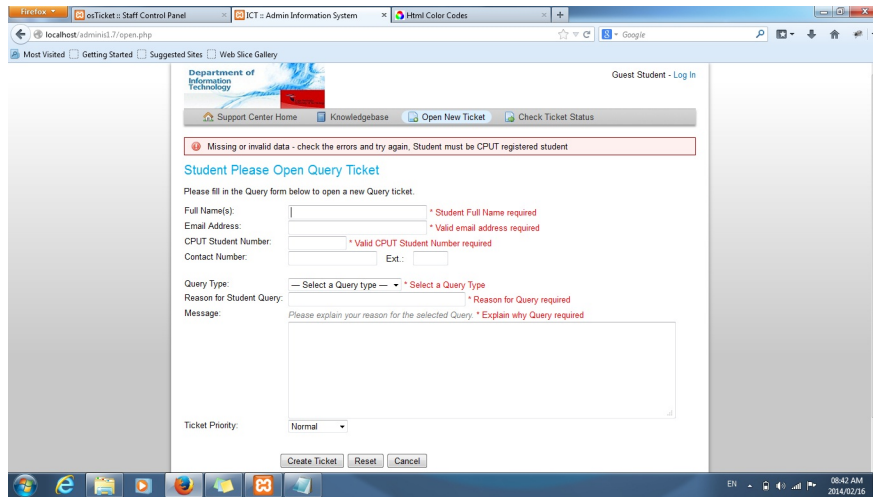 Firefox
osTicket :: Staff Control Panel
ICT :: Admin Information System
Html Color Codes
localhost/adminis1.7/open.php
Google
Most Visited Getting Started Suggested Sites Web Slice Gallery
Department of
Information
Technology
Guest Student - Log In
Support Center Home Knowledgebase Open New Ticket Check Ticket Status
Missing or invalid data - check the errors and try again, Student must be CPUT registered student
Student Please Open Query Ticket
Please fill in the Query form below to open a new Query ticket.
Full Name(s): * Student Full Name required
Email Address: * Valid email address required
CPUT Student Number: * Valid CPUT Student Number required
Contact Number: Ext.:
Query Type: — Select a Query type — * Select a Query Type
Reason for Student Query: * Reason for Query required
Message: Please explain your reason for the selected Query. * Explain why Query required
Ticket Priority: Normal
Create Ticket Reset Cancel
EN 08:42 AM
2014/02/16